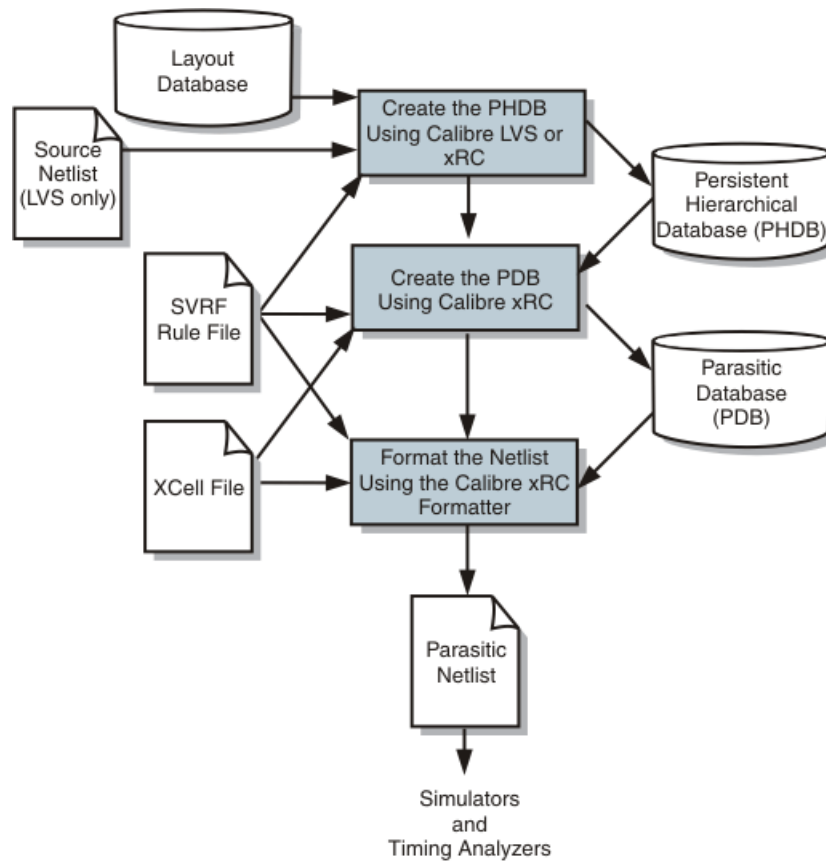 Layout
Database
Create the PHDB
Using Calibre LVS or
xRC
Source
Netlist
(LVS only)
Persistent
Hierarchical
Database (PHDB)
SVRF
Rule File
Create the PDB
Using Calibre xRC
Parasitic
Database
(PDB)
XCell File
Format the Netlist
Using the Calibre xRC
Formatter
Parasitic
Netlist
Simulators
and
Timing Analyzers